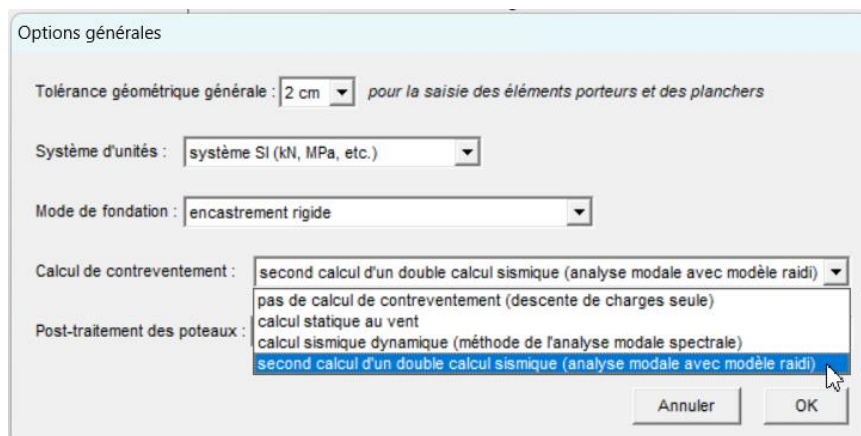 Options générales
Tolérance géométrique générale : 2 cm pour la saisie des éléments porteurs et des planchers
Système d'unités : système SI (kN, MPa, etc.)
Mode de fondation : encastrement rigide
Calcul de contreventement : second calcul d'un double calcul sismique (analyse modale avec modèle raidi)
pas de calcul de contreventement (descente de charges seule)
Post-traitement des poteaux : calcul statique au vent
calcul sismique dynamique (méthode de l'analyse modale spectrale)
second calcul d'un double calcul sismique (analyse modale avec modèle raidi)
Annuler OK